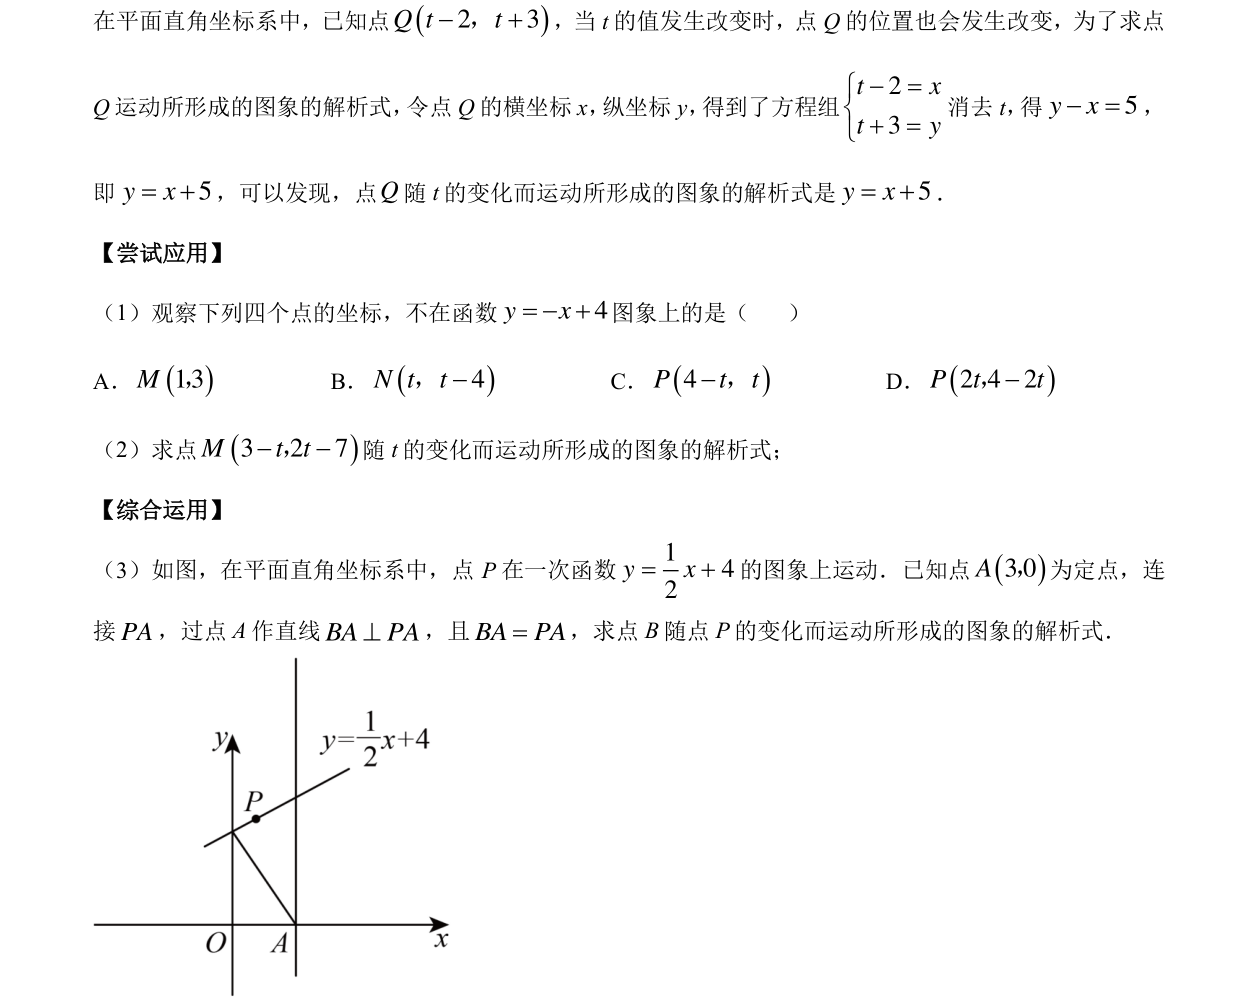 在平面直角坐标系中，已知点Q(t−2，t+3)，当t的值发生改变时，点Q的位置也会发生改变，为了求点
Q运动所形成的图象的解析式，令点Q的横坐标x，纵坐标y，得到了方程组{t−2=x t+3=y 消去t，得y−x=5，
即y=x+5，可以发现，点Q随t的变化而运动所形成的图象的解析式是y=x+5．
【尝试应用】
（1）观察下列四个点的坐标，不在函数y=−x+4图象上的是（　　）
A．M(1,3) B．N(t，t−4) C．P(4−t，t) D．P(2t,4−2t)
（2）求点M(3−t,2t−7)随t的变化而运动所形成的图象的解析式;
【综合运用】
（3）如图，在平面直角坐标系中，点P在一次函数y=1/2x+4的图象上运动．已知点A(3,0)为定点，连
接PA，过点A作直线BA⊥PA，且BA=PA，求点B随点P的变化而运动所形成的图象的解析式．
y y=1/2x+4
P
O A x